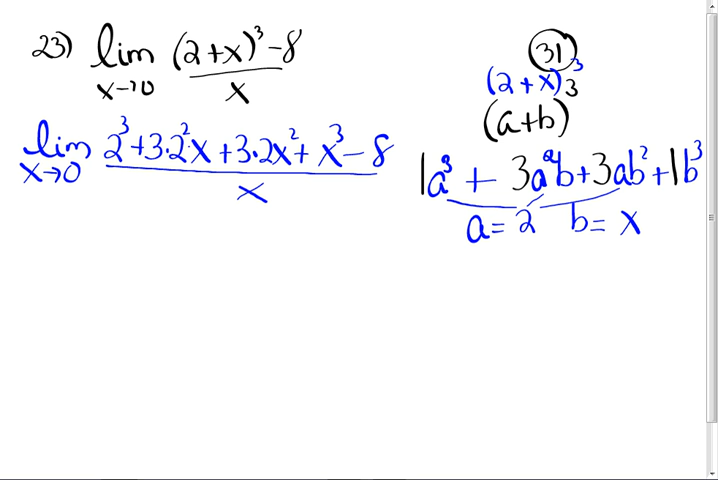 23) lim x→0 (2+x)³-8 / x
lim x→0 2³+3·2²x+3·2x²+x³-8 / x
31
(2+x)³
(a+b)³
1a³ + 3a²b+3ab²+1b³
a=2 b=x